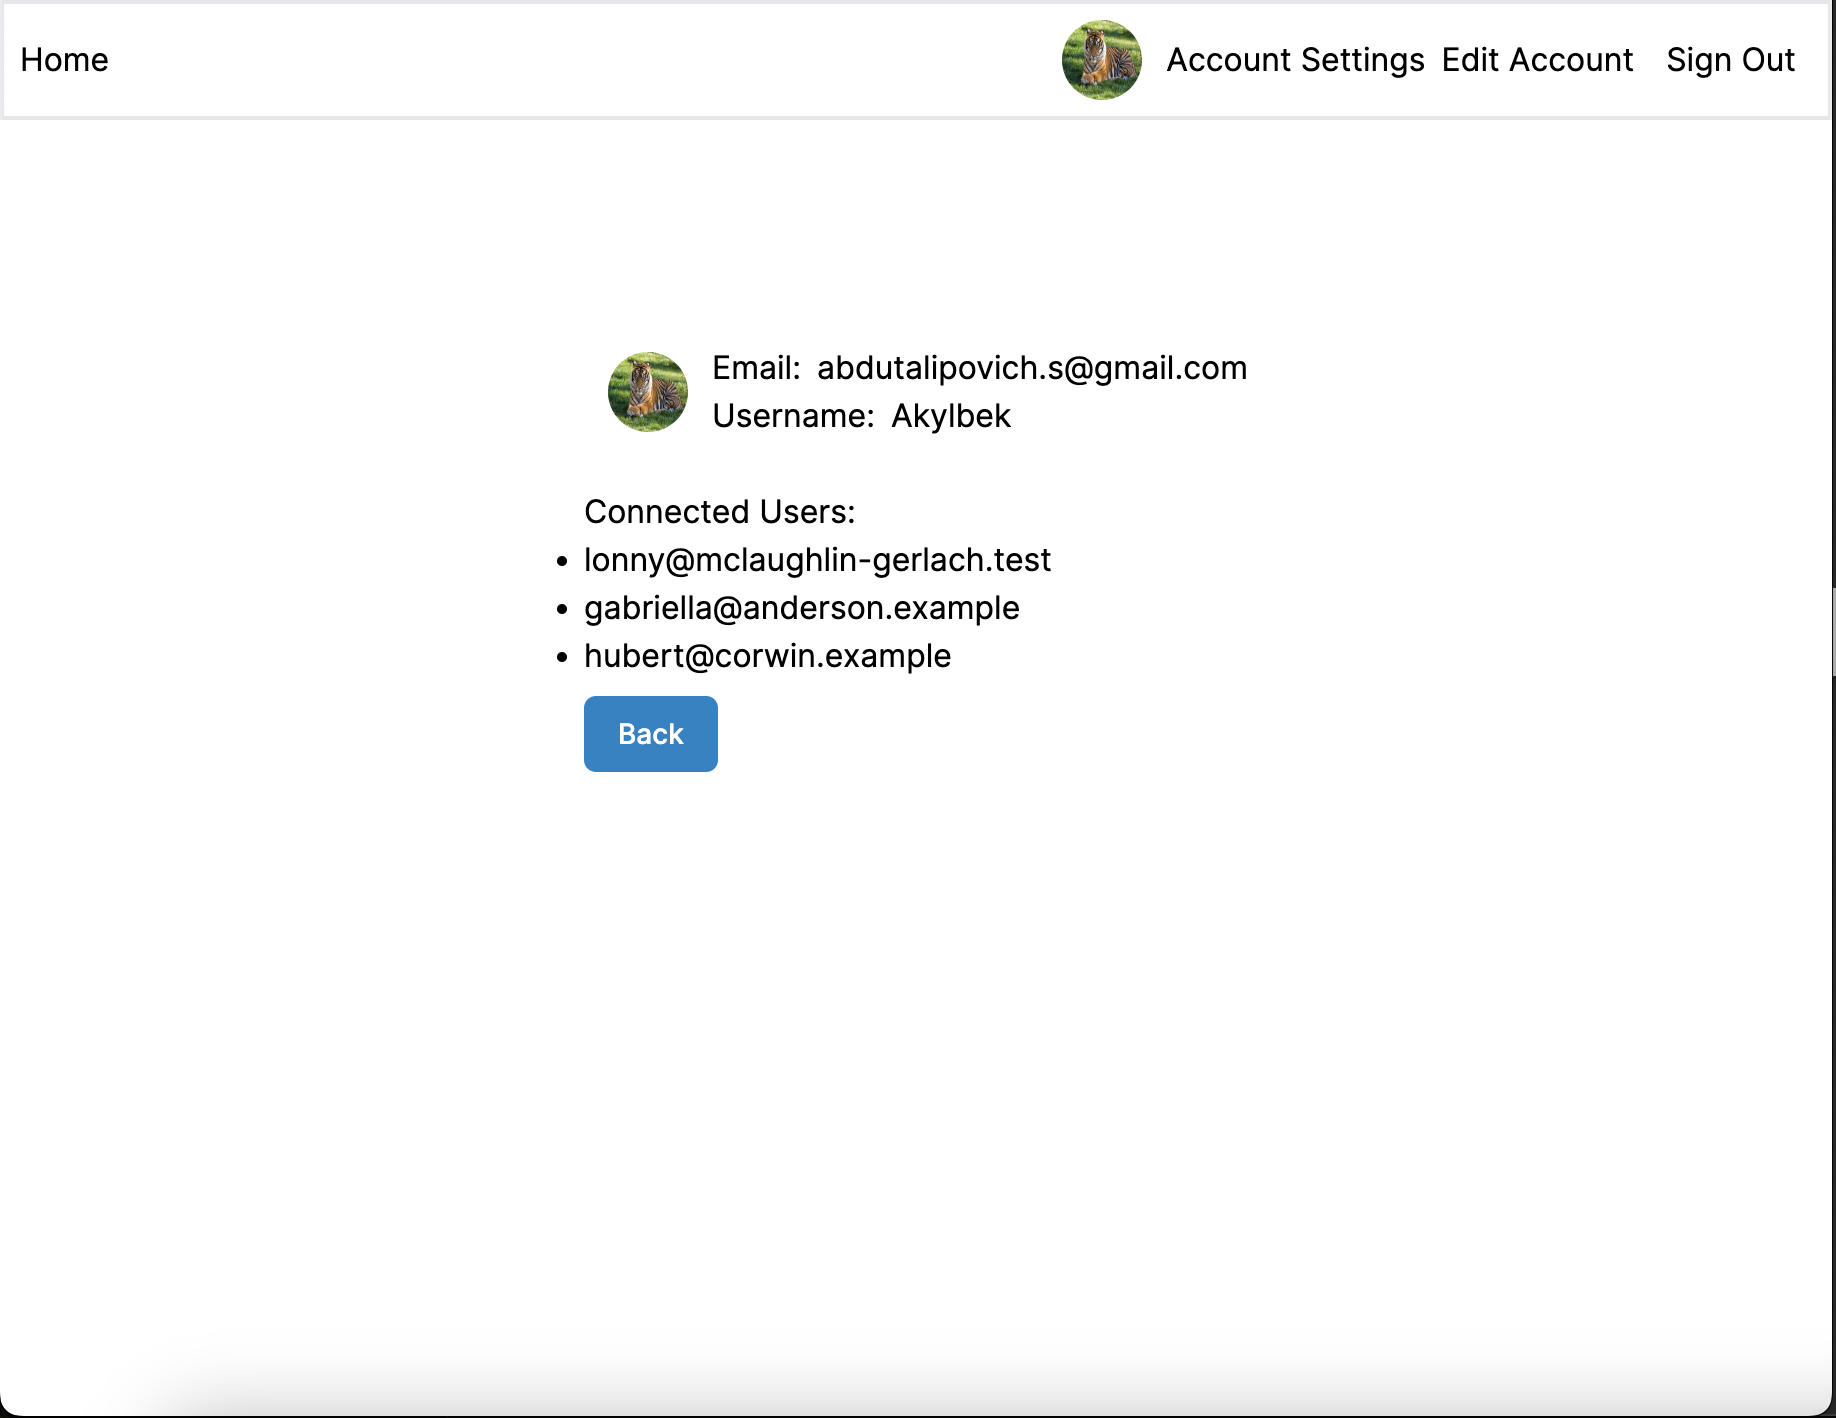 Home Account Settings Edit Account Sign Out
Email: abdutalipovich.s@gmail.com
Username: Akylbek
Connected Users:
• lonny@mclaughlin-gerlach.test
• gabriella@anderson.example
• hubert@corwin.example
Back